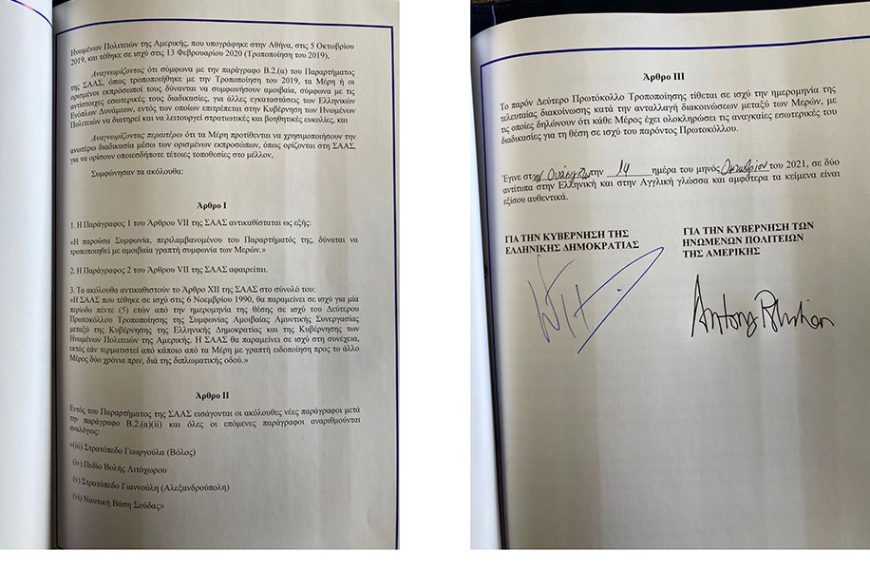 Ηνωμένων Πολιτειών της Αμερικής, που υπογράφηκε στην Αθήνα, στις 5 Οκτωβρίου
2019, και τέθηκε σε ισχύ στις 13 Φεβρουαρίου 2020 (Τροποποίηση του 2019),
Αναγνωρίζοντας ότι σύμφωνα με την παράγραφο Β.2.(α) του Παραρτήματος
της ΣΑΑΣ, όπως τροποποιήθηκε με την Τροποποίηση του 2019, τα Μέρη ή οι
ορισμένοι εκπρόσωποί τους δύνανται να συμφωνήσουν αμοιβαία, σύμφωνα με τις
αντίστοιχες εσωτερικές τους διαδικασίες, για άλλες εγκαταστάσεις των Ελληνικών
Ενόπλων Δυνάμεων, εντός των οποίων επιτρέπεται στην Κυβέρνηση των Ηνωμένων
Πολιτειών να διατηρεί και να λειτουργεί στρατιωτικές και βοηθητικές ευκολίες, και
Αναγνωρίζοντας περαιτέρω ότι τα Μέρη προτίθενται να χρησιμοποιήσουν την
ανωτέρω διαδικασία μέσω των ορισμένων εκπροσώπων, όπως ορίζονται στη ΣΑΑΣ,
για να ορίσουν οποιεσδήποτε τέτοιες τοποθεσίες στο μέλλον,
Συμφώνησαν τα ακόλουθα:
Άρθρο Ι
1. Η Παράγραφος 1 του Άρθρου VII της ΣΑΑΣ αντικαθίσταται ως εξής:
«Η παρούσα Συμφωνία, περιλαμβανομένου του Παραρτήματός της, δύναται να
τροποποιηθεί με αμοιβαία γραπτή συμφωνία των Μερών.»
2. Η Παράγραφος 2 του Άρθρου VII της ΣΑΑΣ αφαιρείται.
3. Τα ακόλουθα αντικαθιστούν το Άρθρο XII της ΣΑΑΣ στο σύνολό του:
«Η ΣΑΑΣ που τέθηκε σε ισχύ στις 6 Νοεμβρίου 1990, θα παραμείνει σε ισχύ για μία
περίοδο πέντε (5) ετών από την ημερομηνία της θέσης σε ισχύ του Δεύτερου
Πρωτοκόλλου Τροποποίησης της Συμφωνίας Αμοιβαίας Αμυντικής Συνεργασίας
μεταξύ της Κυβέρνησης της Ελληνικής Δημοκρατίας και της Κυβέρνησης των
Ηνωμένων Πολιτειών της Αμερικής. Η ΣΑΑΣ θα παραμείνει σε ισχύ στη συνέχεια,
εκτός εάν τερματιστεί από κάποιο από τα Μέρη με γραπτή ειδοποίηση προς το άλλο
Μέρος δύο χρόνια πριν, διά της διπλωματικής οδού.»
Άρθρο ΙΙ
Εντός του Παραρτήματος της ΣΑΑΣ εισάγονται οι ακόλουθες νέες παράγραφοι μετά
την παράγραφο Β.2.(α)(ii) και όλες οι επόμενες παράγραφοι αναριθμούνται
αναλόγως:
«(iii) Στρατόπεδο Γεωργούλα (Βόλος)
(iv) Πεδίο Βολής Λιτόχωρου
(v) Στρατόπεδο Γιαννούλη (Αλεξανδρούπολη)
(vi) Ναυτική Βάση Σούδας»
Άρθρο ΙΙΙ
Το παρόν Δεύτερο Πρωτόκολλο Τροποποίησης τίθεται σε ισχύ την ημερομηνία της
τελευταίας διακοίνωσης κατά την ανταλλαγή διακοινώσεων μεταξύ των Μερών, με
τις οποίες δηλώνουν ότι κάθε Μέρος έχει ολοκληρώσει τις αναγκαίες εσωτερικές του
διαδικασίες για τη θέση σε ισχύ του παρόντος Πρωτοκόλλου.
Έγινε στην Ουάσιγκτον την 14 ημέρα του μηνός Οκτωβρίου του 2021, σε δύο
αντίτυπα στην Ελληνική και στην Αγγλική γλώσσα και αμφότερα τα κείμενα είναι
εξίσου αυθεντικά.
ΓΙΑ ΤΗΝ ΚΥΒΕΡΝΗΣΗ ΤΗΣ
ΕΛΛΗΝΙΚΗΣ ΔΗΜΟΚΡΑΤΙΑΣ
ΓΙΑ ΤΗΝ ΚΥΒΕΡΝΗΣΗ ΤΩΝ
ΗΝΩΜΕΝΩΝ ΠΟΛΙΤΕΙΩΝ
ΤΗΣ ΑΜΕΡΙΚΗΣ
Antony Blinken